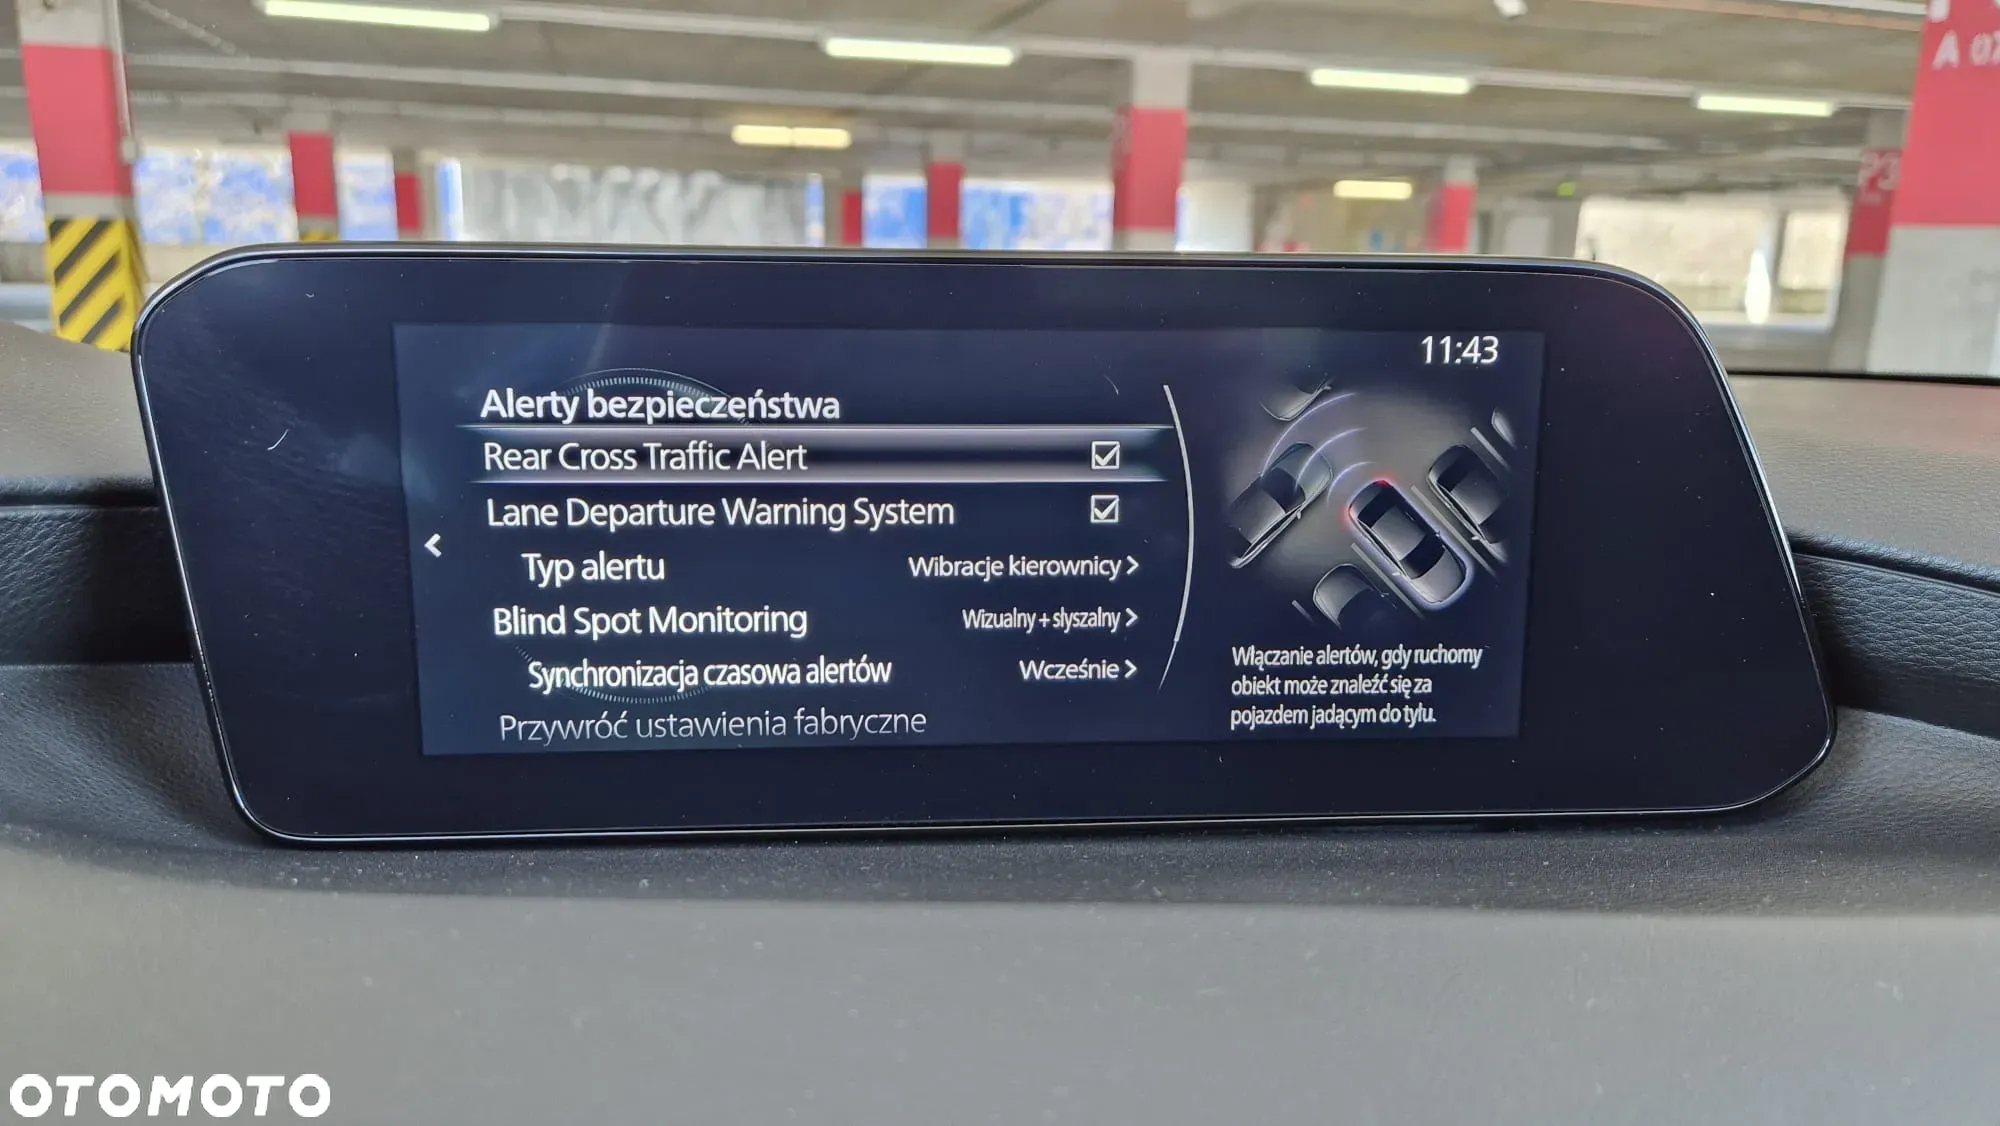 A 07
P3
11:43
Alerty bezpieczeństwa
Rear Cross Traffic Alert
Lane Departure Warning System
Typ alertu Wibracje kierownicy >
Blind Spot Monitoring Wizualny + słyszalny >
Synchronizacja czasowa alertów Wcześnie >
Przywróć ustawienia fabryczne
Włączanie alertów, gdy ruchomy
obiekt może znaleźć się za
pojazdem jadącym do tyłu.
OTOMOTO